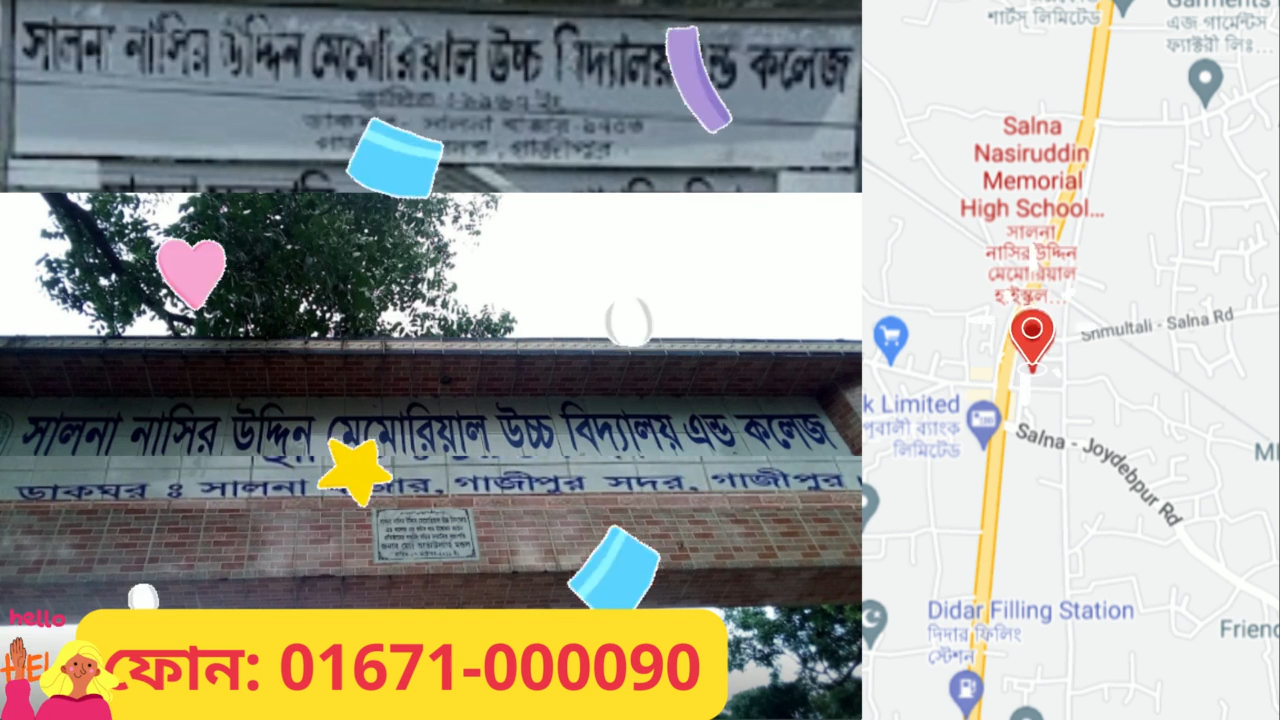 সালনা নাসির উদ্দিন মেমোরিয়াল উচ্চ বিদ্যালয় এন্ড কলেজ
সালনা নাসির উদ্দিন মেমোরিয়াল উচ্চ বিদ্যালয় এন্ড কলেজ
ডাকঘর ঃ সালনা বাজার, গাজীপুর সদর, গাজীপুর
hello
ফোন: 01671-000090
Garments
শার্টস্ লিমিটেড
এজ গার্মেন্টস
ফ্যাক্টরী লিঃ...
Salna
Nasiruddin
Memorial
High School...
সালনা
নাসির উদ্দিন
মেমোরিয়াল
হাইস্কুল...
Shimultali - Salna Rd
k Limited
পূবালী ব্যাংক
লিমিটেড
Salna - Joydebpur Rd
Didar Filling Station
দিদার ফিলিং
স্টেশন
Friend